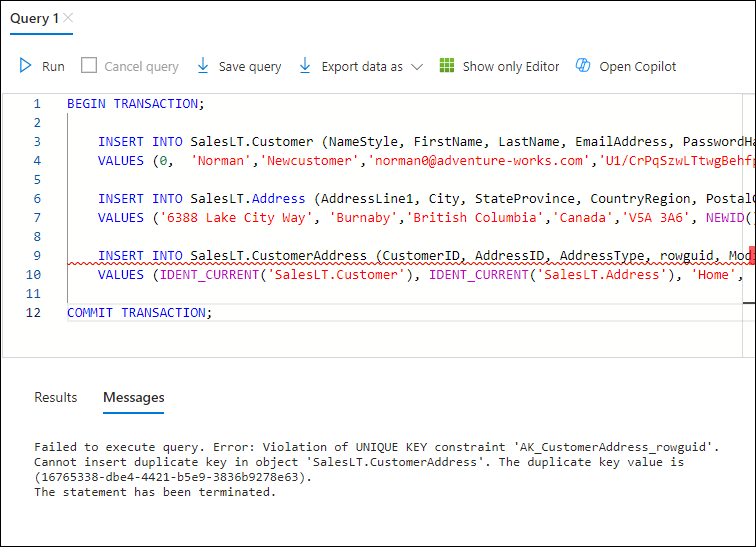 Query 1
Run Cancel query Save query Export data as Show only Editor Open Copilot
1 BEGIN TRANSACTION;
2
3 INSERT INTO SalesLT.Customer (NameStyle, FirstName, LastName, EmailAddress, PasswordHa
4 VALUES (0, 'Norman','Newcustomer','norman0@adventure-works.com','U1/CrPqSzwLTtwgBehfp
5
6 INSERT INTO SalesLT.Address (AddressLine1, City, StateProvince, CountryRegion, PostalC
7 VALUES ('6388 Lake City Way', 'Burnaby','British Columbia','Canada','V5A 3A6', NEWID()
8
9 INSERT INTO SalesLT.CustomerAddress (CustomerID, AddressID, AddressType, rowguid, Mod
10 VALUES (IDENT_CURRENT('SalesLT.Customer'), IDENT_CURRENT('SalesLT.Address'), 'Home',
11
12 COMMIT TRANSACTION;
Results Messages
Failed to execute query. Error: Violation of UNIQUE KEY constraint 'AK_CustomerAddress_rowguid'.
Cannot insert duplicate key in object 'SalesLT.CustomerAddress'. The duplicate key value is
(16765338-dbe4-4421-b5e9-3836b9278e63).
The statement has been terminated.